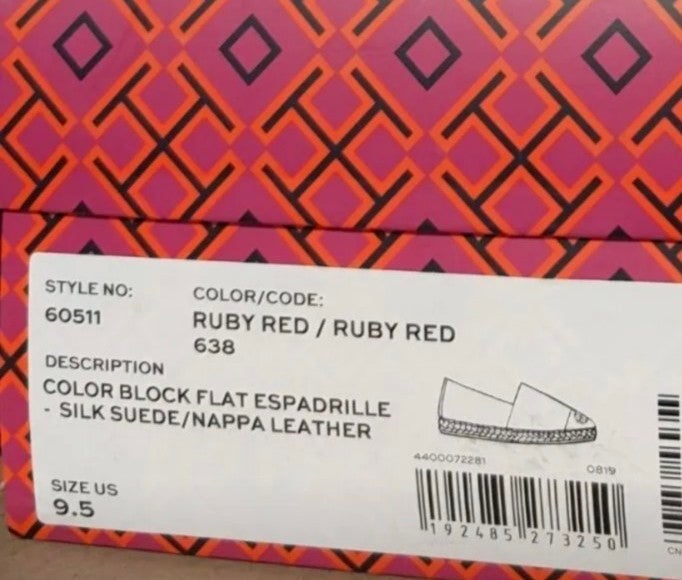 STYLE NO:
COLOR/CODE:
60511
RUBY RED / RUBY RED
638
DESCRIPTION
COLOR BLOCK FLAT ESPADRILLE
- SILK SUEDE/NAPPA LEATHER
SIZE US
9.5
4400072281
0819
192485 273250
CN